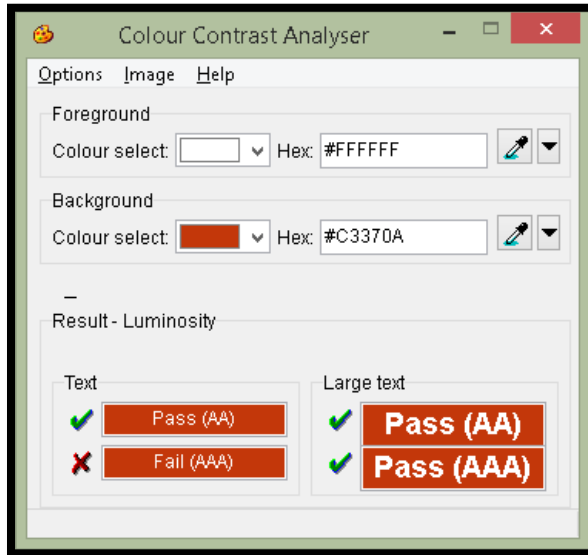 Colour Contrast Analyser
Options Image Help
Foreground
Colour select: Hex: #FFFFFF
Background
Colour select: Hex: #C3370A
Result - Luminosity
Text
Pass (AA)
Fail (AAA)
Large text
Pass (AA)
Pass (AAA)